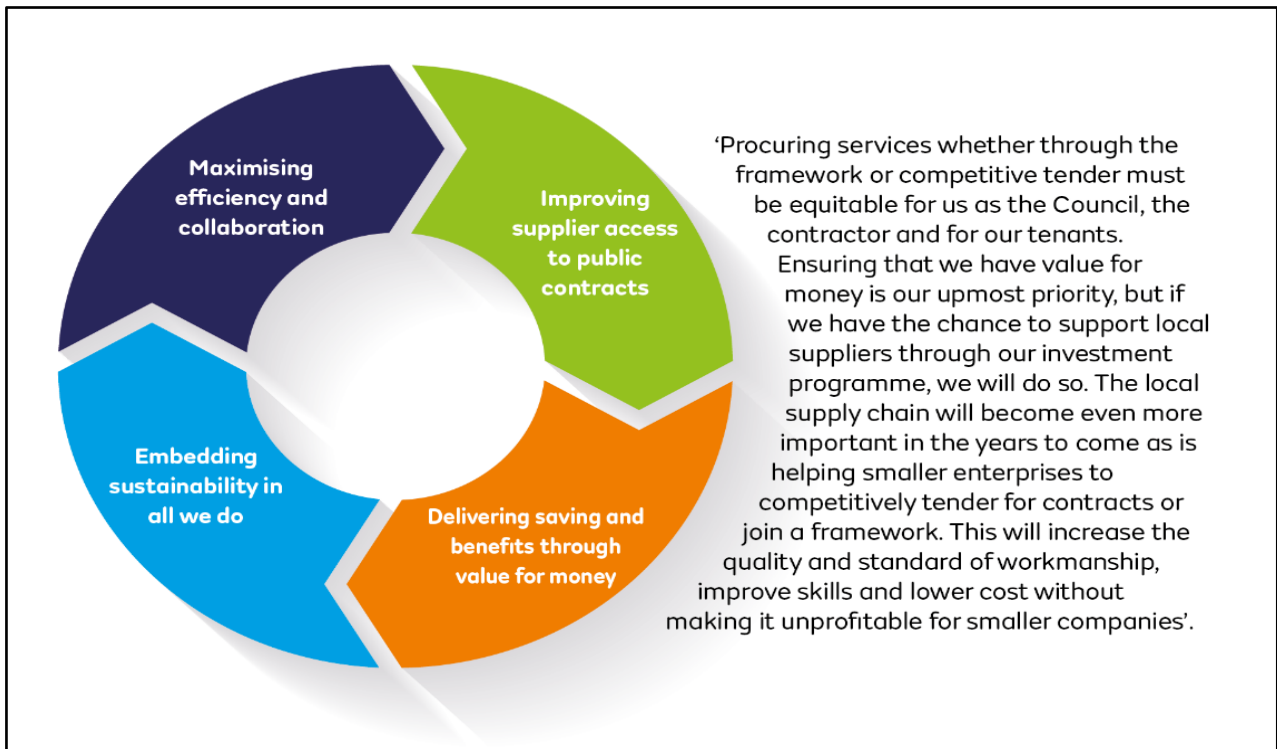 Maximising
efficiency and
collaboration
Improving
supplier access
to public
contracts
Delivering saving and
benefits through
value for money
Embedding
sustainability in
all we do
‘Procuring services whether through the
framework or competitive tender must
be equitable for us as the Council, the
contractor and for our tenants.
Ensuring that we have value for
money is our upmost priority, but if
we have the chance to support local
suppliers through our investment
programme, we will do so. The local
supply chain will become even more
important in the years to come as is
helping smaller enterprises to
competitively tender for contracts or
join a framework. This will increase the
quality and standard of workmanship,
improve skills and lower cost without
making it unprofitable for smaller companies’.